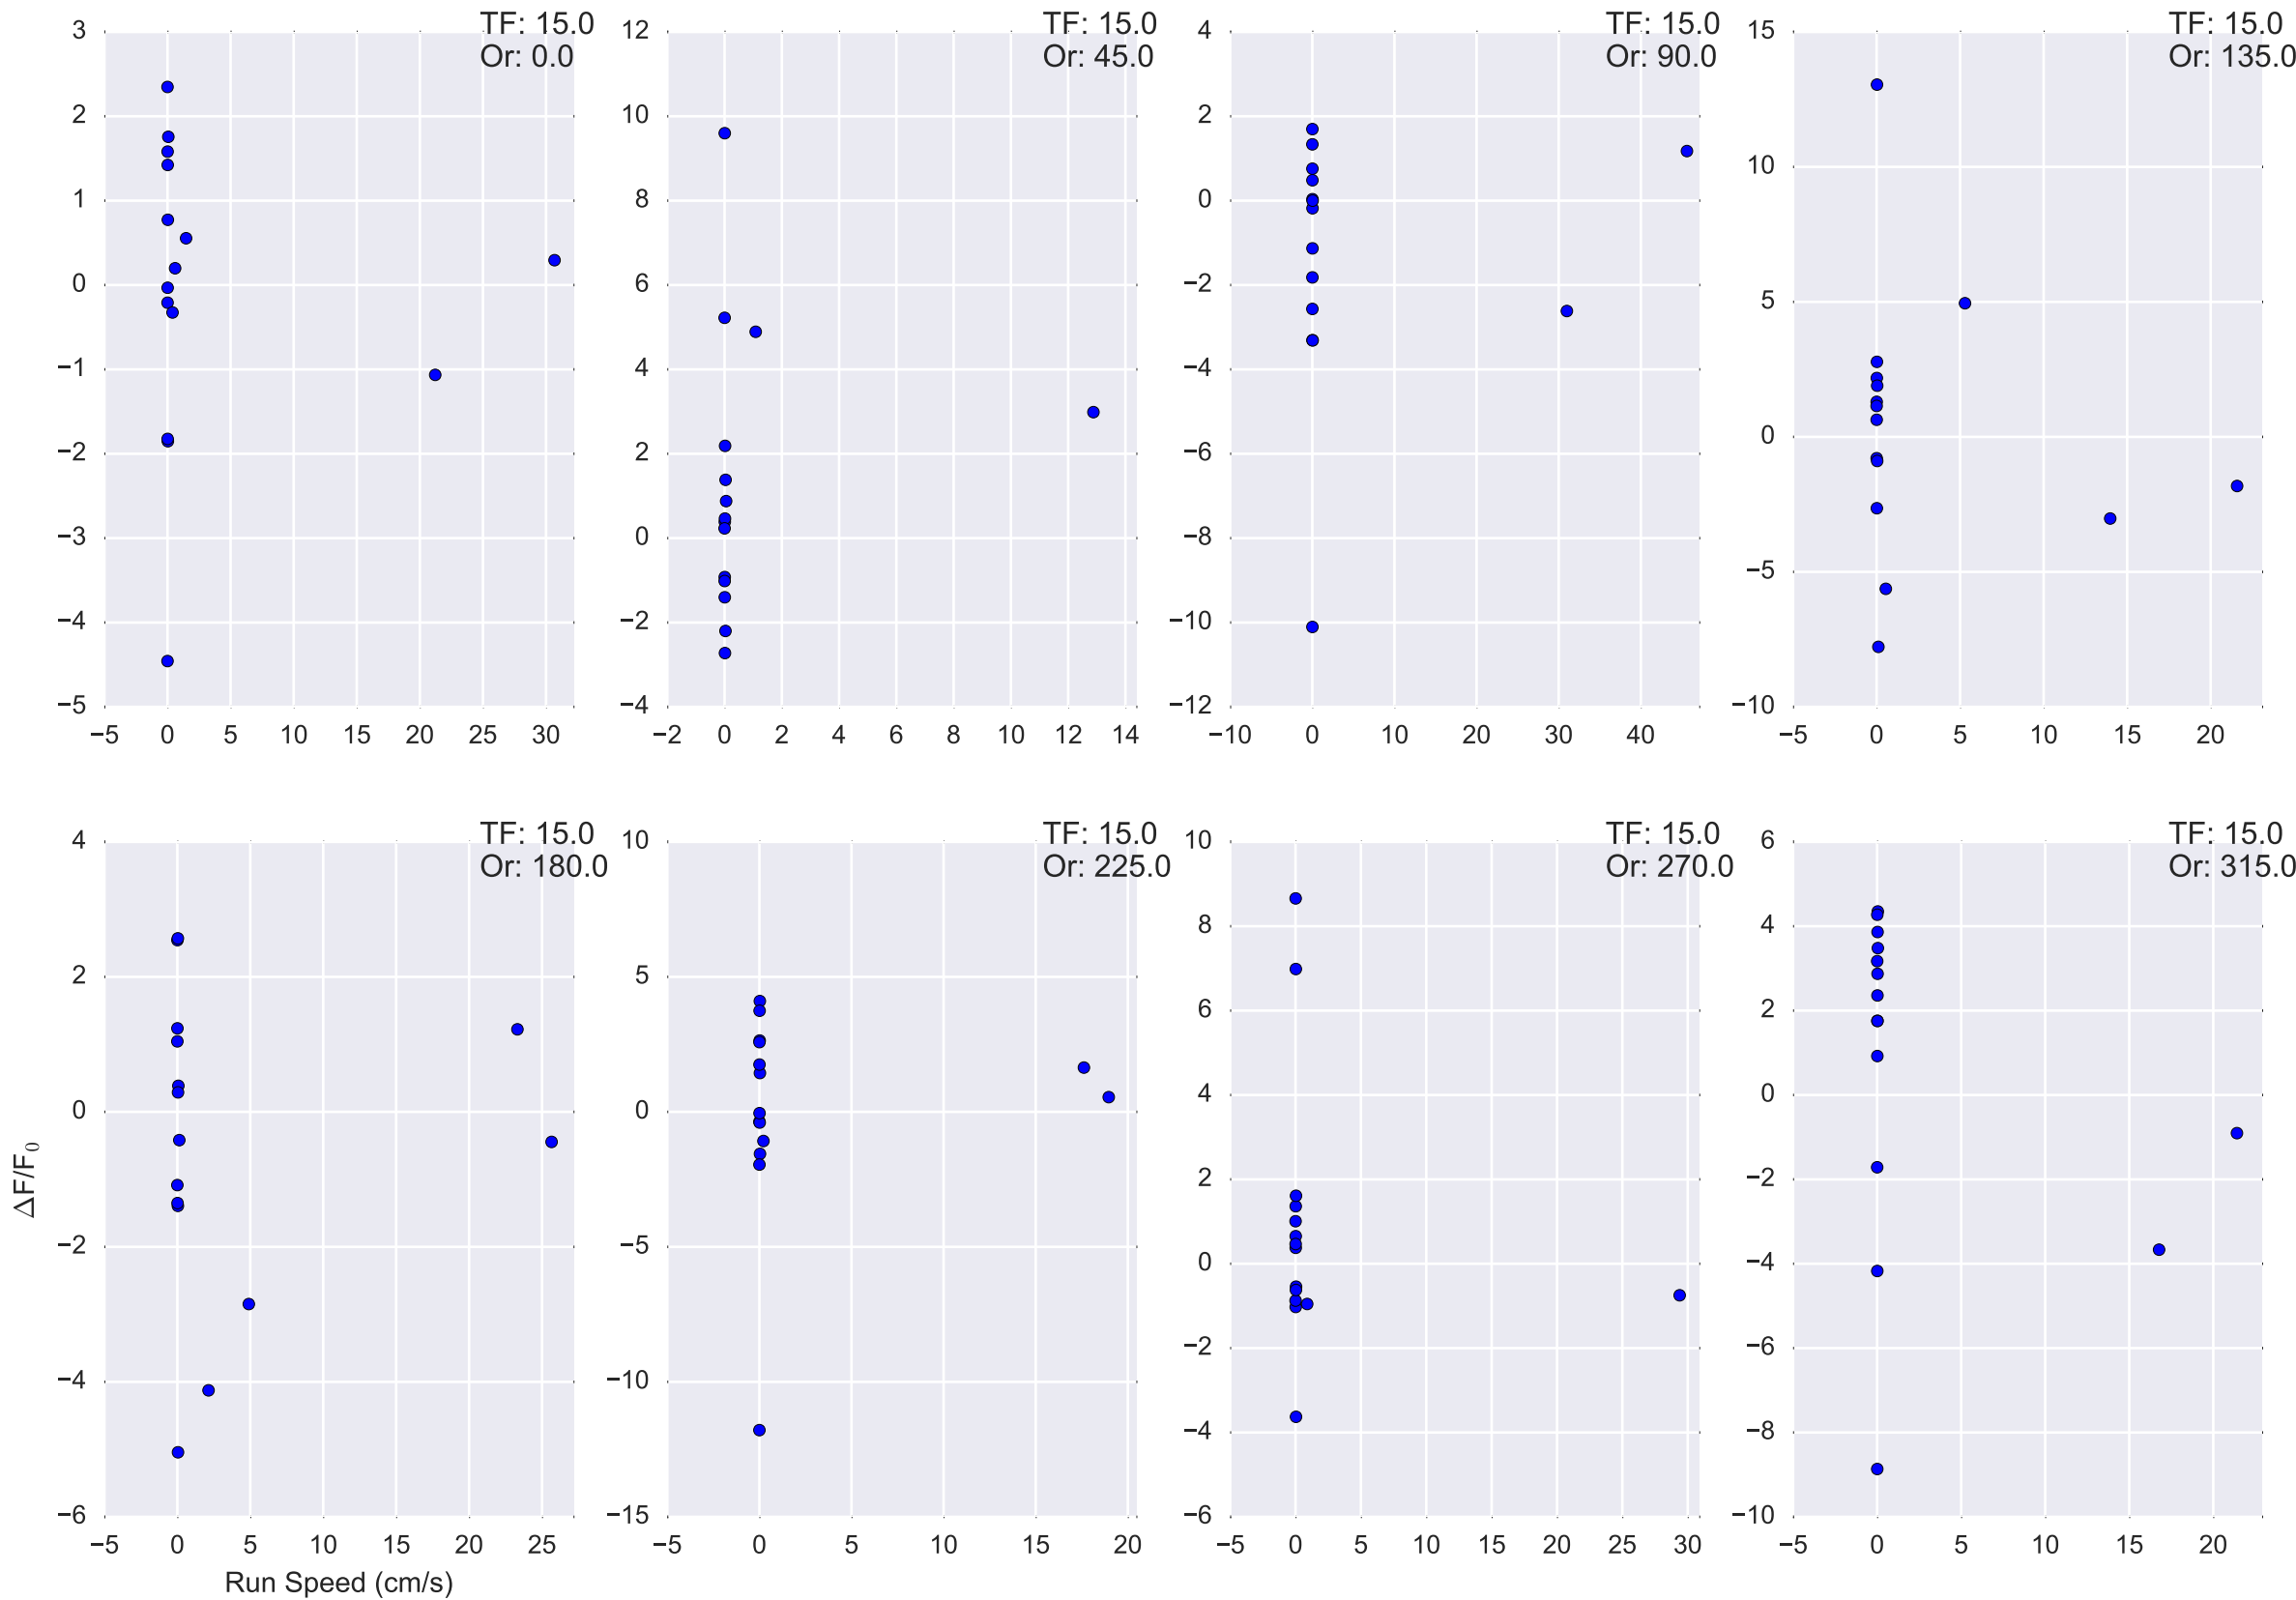 TF: 15.0
Or: 0.0
3
2
1
0
−1
−2
−3
−4
−5
−5 0 5 10 15 20 25 30
TF: 15.0
Or: 45.0
12
10
8
6
4
2
0
−2
−4
−2 0 2 4 6 8 10 12 14
TF: 15.0
Or: 90.0
4
2
0
−2
−4
−6
−8
−10
−12
−10 0 10 20 30 40
TF: 15.0
Or: 135.0
15
10
5
0
−5
−10
−5 0 5 10 15 20
TF: 15.0
Or: 180.0
4
2
0
−2
−4
−6
−5 0 5 10 15 20 25
Run Speed (cm/s)
ΔF/F₀
TF: 15.0
Or: 225.0
10
5
0
−5
−10
−15
−5 0 5 10 15 20
TF: 15.0
Or: 270.0
10
8
6
4
2
0
−2
−4
−6
−5 0 5 10 15 20 25 30
TF: 15.0
Or: 315.0
6
4
2
0
−2
−4
−6
−8
−10
−5 0 5 10 15 20